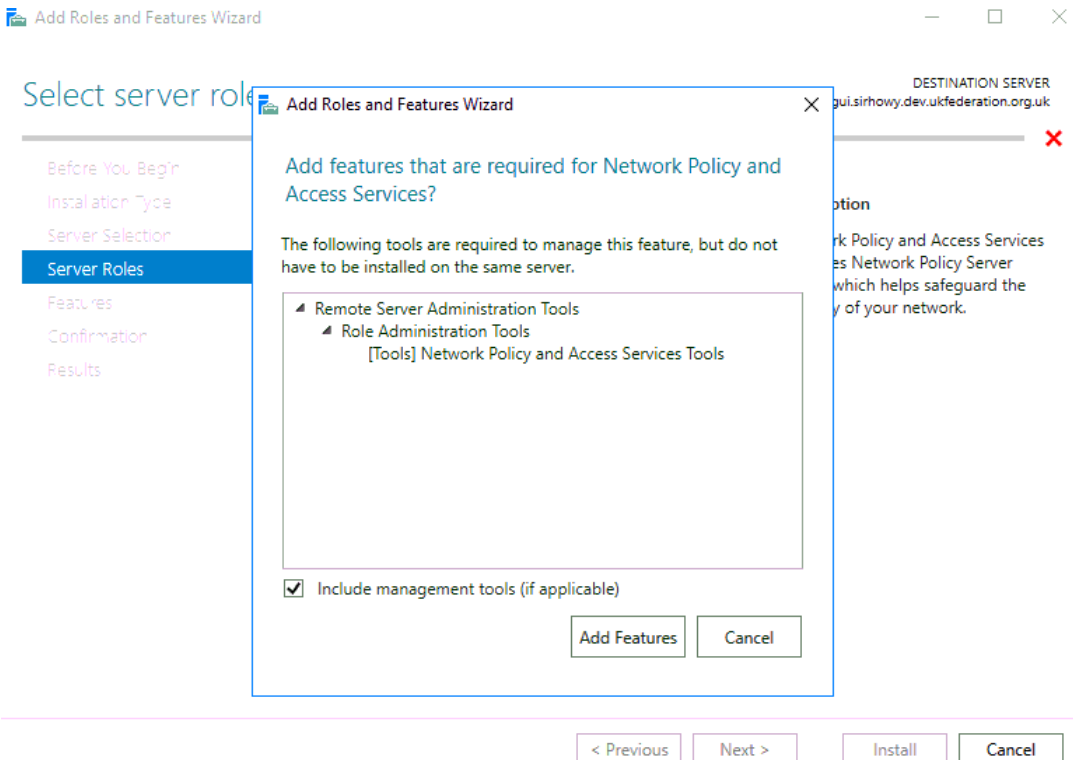 Add Roles and Features Wizard
Select server role
DESTINATION SERVER
gui.sirhowy.dev.ukfederation.org.uk
Before You Begin
Installation Type
Server Selection
Server Roles
Features
Confirmation
Results
Add Roles and Features Wizard
Add features that are required for Network Policy and
Access Services?
The following tools are required to manage this feature, but do not
have to be installed on the same server.
Remote Server Administration Tools
Role Administration Tools
[Tools] Network Policy and Access Services Tools
Include management tools (if applicable)
Add Features
Cancel
ption
rk Policy and Access Services
es Network Policy Server
which helps safeguard the
y of your network.
< Previous
Next >
Install
Cancel